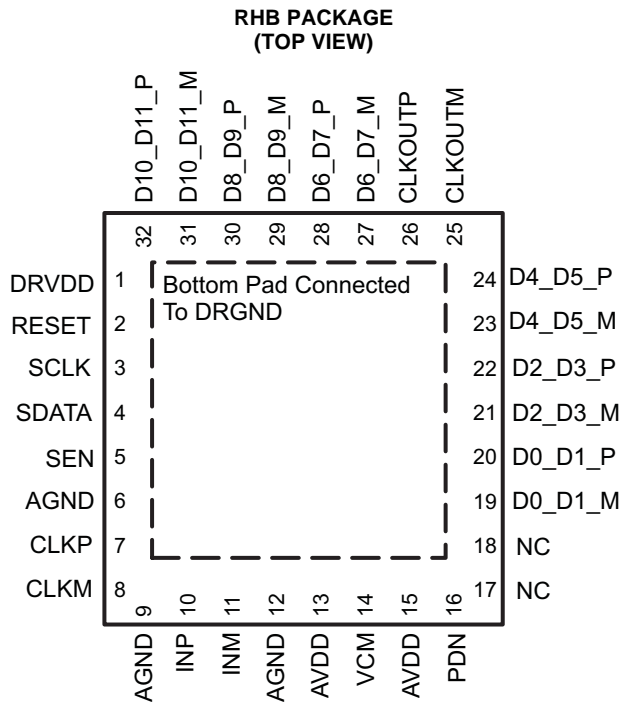 RHB PACKAGE
(TOP VIEW)
D10_D11_P
D10_D11_M
D8_D9_P
D8_D9_M
D6_D7_P
D6_D7_M
CLKOUTP
CLKOUTM
32
31
30
29
28
27
26
25
Bottom Pad Connected
To DRGND
DRVDD 1
RESET 2
SCLK 3
SDATA 4
SEN 5
AGND 6
CLKP 7
CLKM 8
24 D4_D5_P
23 D4_D5_M
22 D2_D3_P
21 D2_D3_M
20 D0_D1_P
19 D0_D1_M
18 NC
17 NC
9
10
11
12
13
14
15
16
AGND
INP
INM
AGND
AVDD
VCM
AVDD
PDN